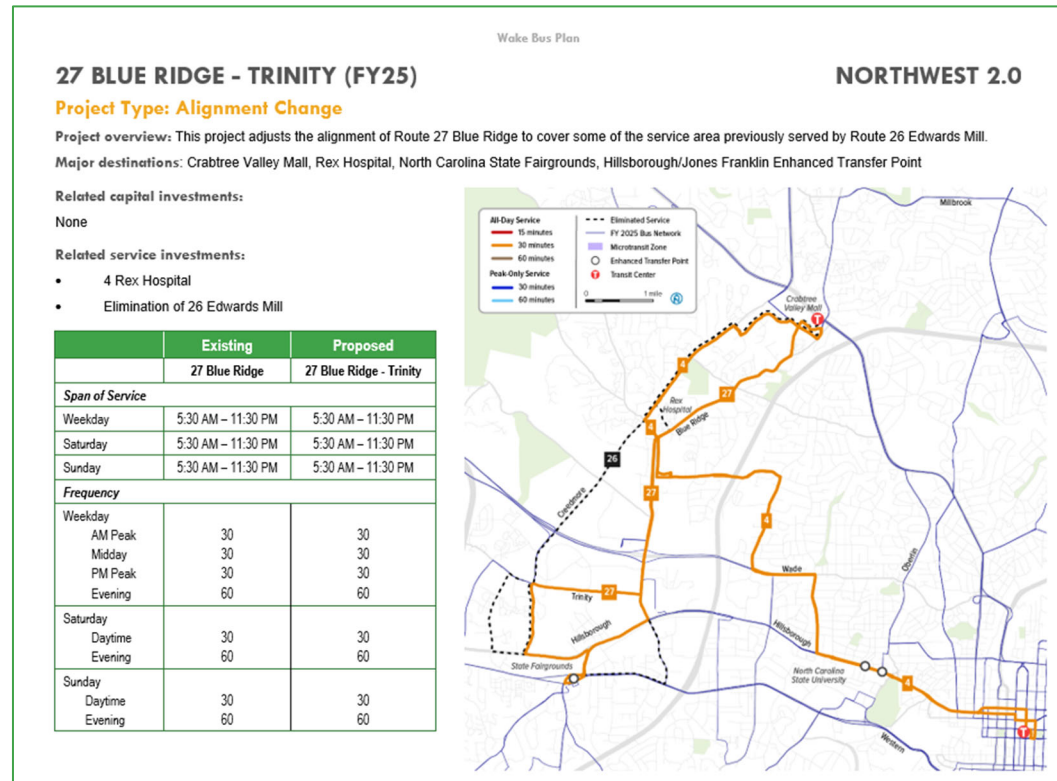 Wake Bus Plan
27 BLUE RIDGE - TRINITY (FY25)
NORTHWEST 2.0
Project Type: Alignment Change
Project overview: This project adjusts the alignment of Route 27 Blue Ridge to cover some of the service area previously served by Route 26 Edwards Mill.
Major destinations: Crabtree Valley Mall, Rex Hospital, North Carolina State Fairgrounds, Hillsborough/Jones Franklin Enhanced Transfer Point
Related capital investments:
None
Related service investments:
• 4 Rex Hospital
• Elimination of 26 Edwards Mill
Existing Proposed
27 Blue Ridge 27 Blue Ridge - Trinity
Span of Service
Weekday 5:30 AM – 11:30 PM 5:30 AM – 11:30 PM
Saturday 5:30 AM – 11:30 PM 5:30 AM – 11:30 PM
Sunday 5:30 AM – 11:30 PM 5:30 AM – 11:30 PM
Frequency
Weekday
AM Peak 30 30
Midday 30 30
PM Peak 30 30
Evening 60 60
Saturday
Daytime 30 30
Evening 60 60
Sunday
Daytime 30 30
Evening 60 60
All-Day Service
15 minutes
30 minutes
60 minutes
Peak-Only Service
30 minutes
60 minutes
Eliminated Service
FY 2025 Bus Network
Microtransit Zone
Enhanced Transfer Point
T Transit Center
0 1 mile
N
Millbrook
Crabtree
Valley Mall
T
4
27
Rex
Hospital
4
Blue Ridge
26
27
Creedmore
4
Oberlin
Wade
27
Trinity
Hillsborough
Hillsborough
State Fairgrounds
North Carolina
State University
4
T
Western